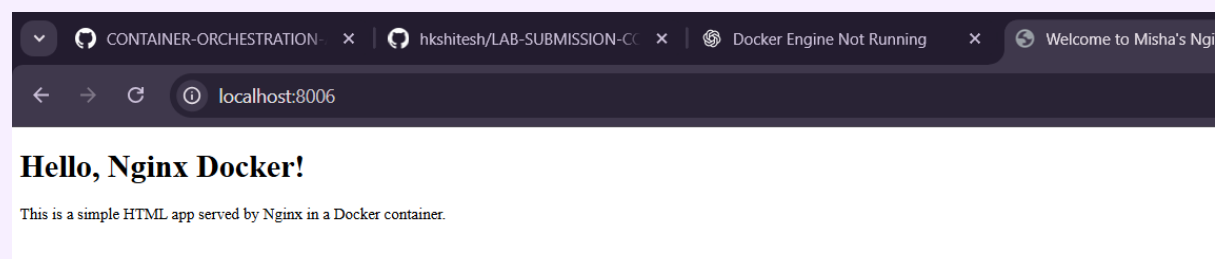 CONTAINER-ORCHESTRATION- hkshitesh/LAB-SUBMISSION-CO Docker Engine Not Running Welcome to Misha's Ngi
localhost:8006
Hello, Nginx Docker!
This is a simple HTML app served by Nginx in a Docker container.